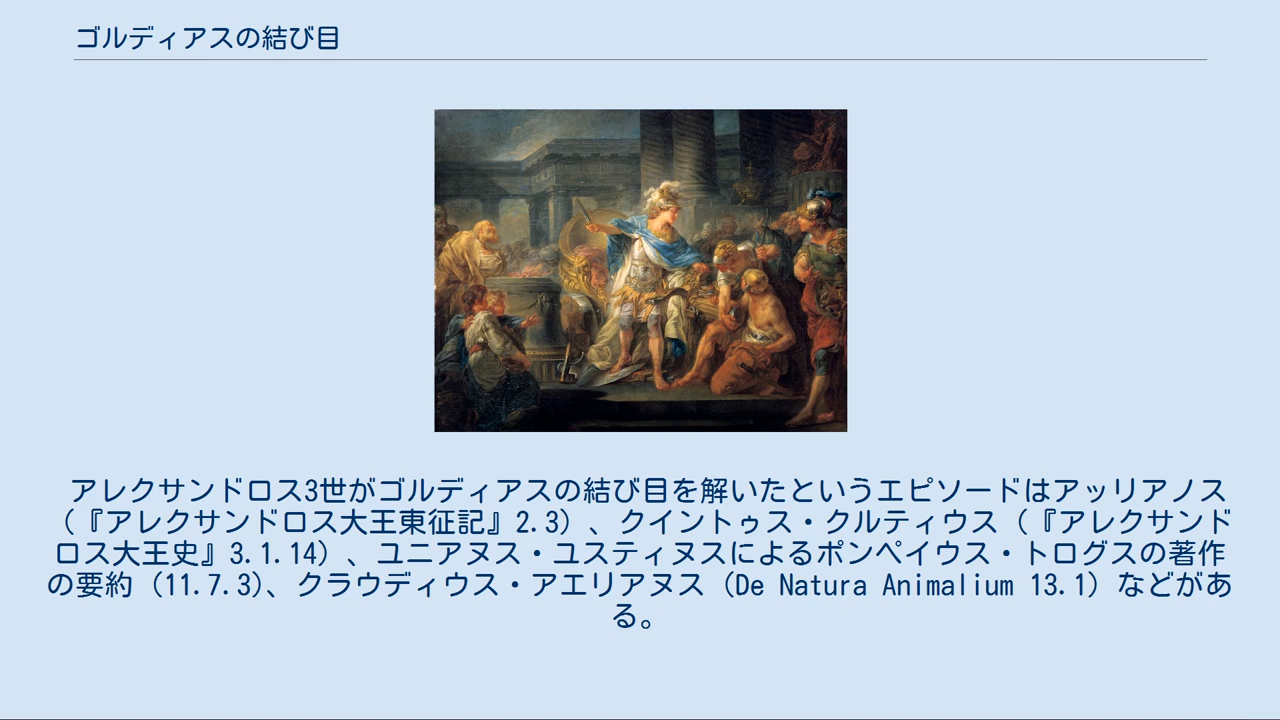 ゴルディアスの結び目
アレクサンドロス3世がゴルディアスの結び目を解いたというエピソードはアッリアノス
（『アレクサンドロス大王東征記』2.3）、クイントゥス・クルティウス（『アレクサンド
ロス大王史』3.1.14）、ユニアヌス・ユスティヌスによるポンペイウス・トログスの著作
の要約（11.7.3)、クラウディウス・アエリアヌス（De Natura Animalium 13.1）などがあ
る。